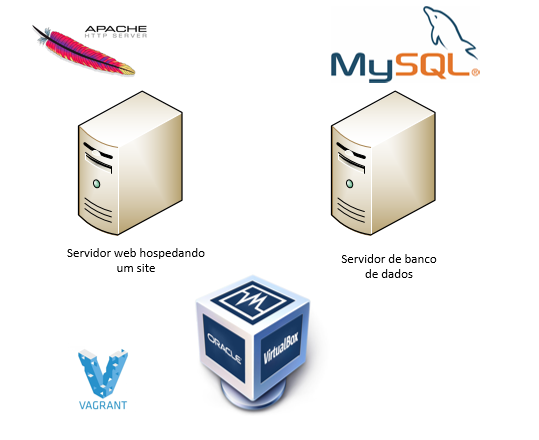 APACHE
HTTP SERVER
MySQL®
Servidor web hospedando
um site
Servidor de banco
de dados
ORACLE
VirtualBox
VAGRANT